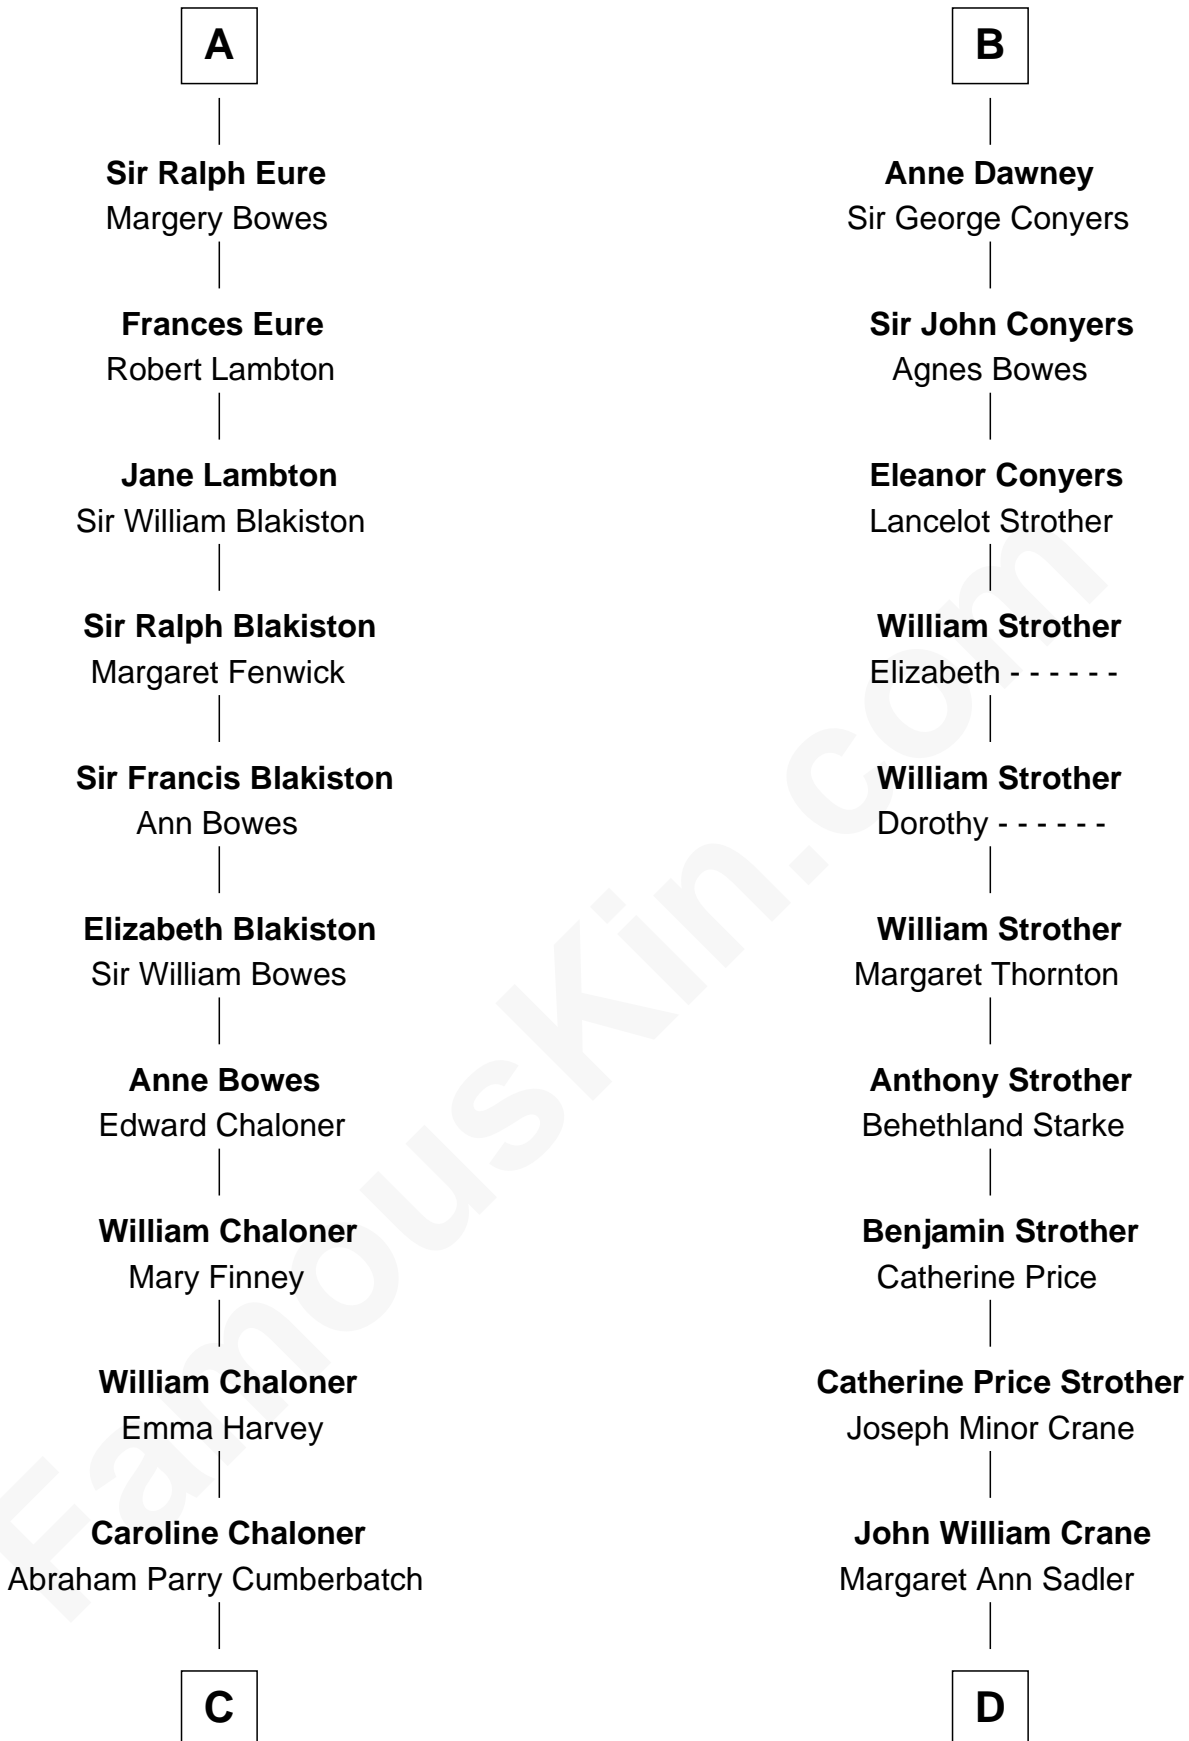 A
Sir Ralph Eure
Margery Bowes
Frances Eure
Robert Lambton
Jane Lambton
Sir William Blakiston
Sir Ralph Blakiston
Margaret Fenwick
Sir Francis Blakiston
Ann Bowes
Elizabeth Blakiston
Sir William Bowes
Anne Bowes
Edward Chaloner
William Chaloner
Mary Finney
William Chaloner
Emma Harvey
Caroline Chaloner
Abraham Parry Cumberbatch
C
B
Anne Dawney
Sir George Conyers
Sir John Conyers
Agnes Bowes
Eleanor Conyers
Lancelot Strother
William Strother
Elizabeth - - - - - -
William Strother
Dorothy - - - - - -
William Strother
Margaret Thornton
Anthony Strother
Behethland Starke
Benjamin Strother
Catherine Price
Catherine Price Strother
Joseph Minor Crane
John William Crane
Margaret Ann Sadler
D
FamousKin.com